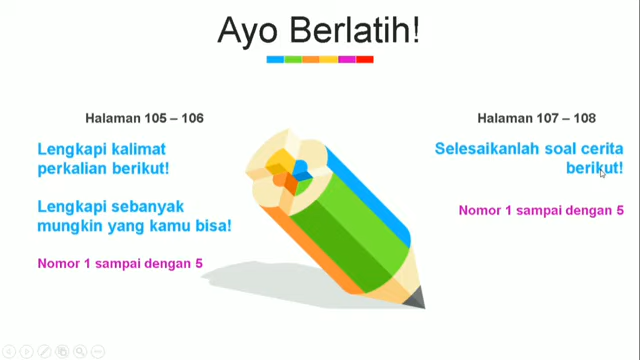 Ayo Berlatih!
Halaman 105 – 106
Lengkapi kalimat
perkalian berikut!
Lengkapi sebanyak
mungkin yang kamu bisa!
Nomor 1 sampai dengan 5
Halaman 107 – 108
Selesaikanlah soal cerita
berikut!
Nomor 1 sampai dengan 5